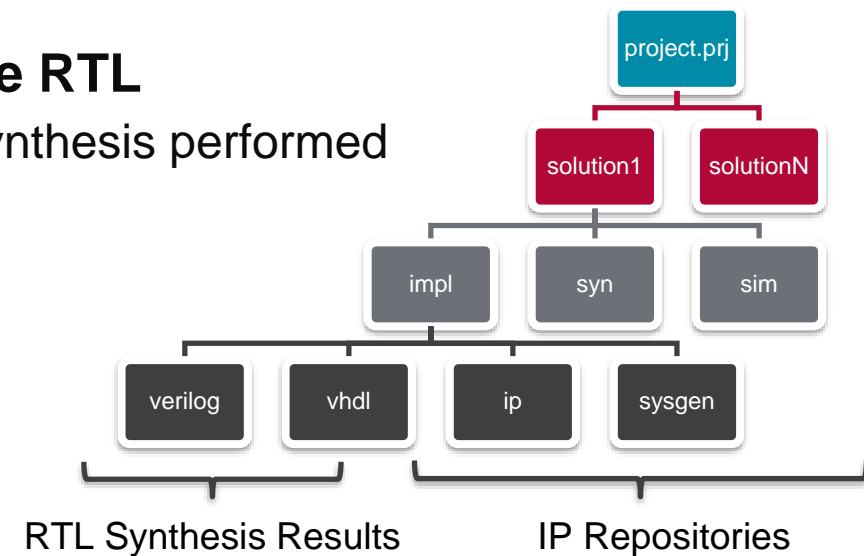 e RTL
ynthesis performed
project.prj
solution1 solutionN
impl syn sim
verilog vhdl ip sysgen
RTL Synthesis Results IP Repositories